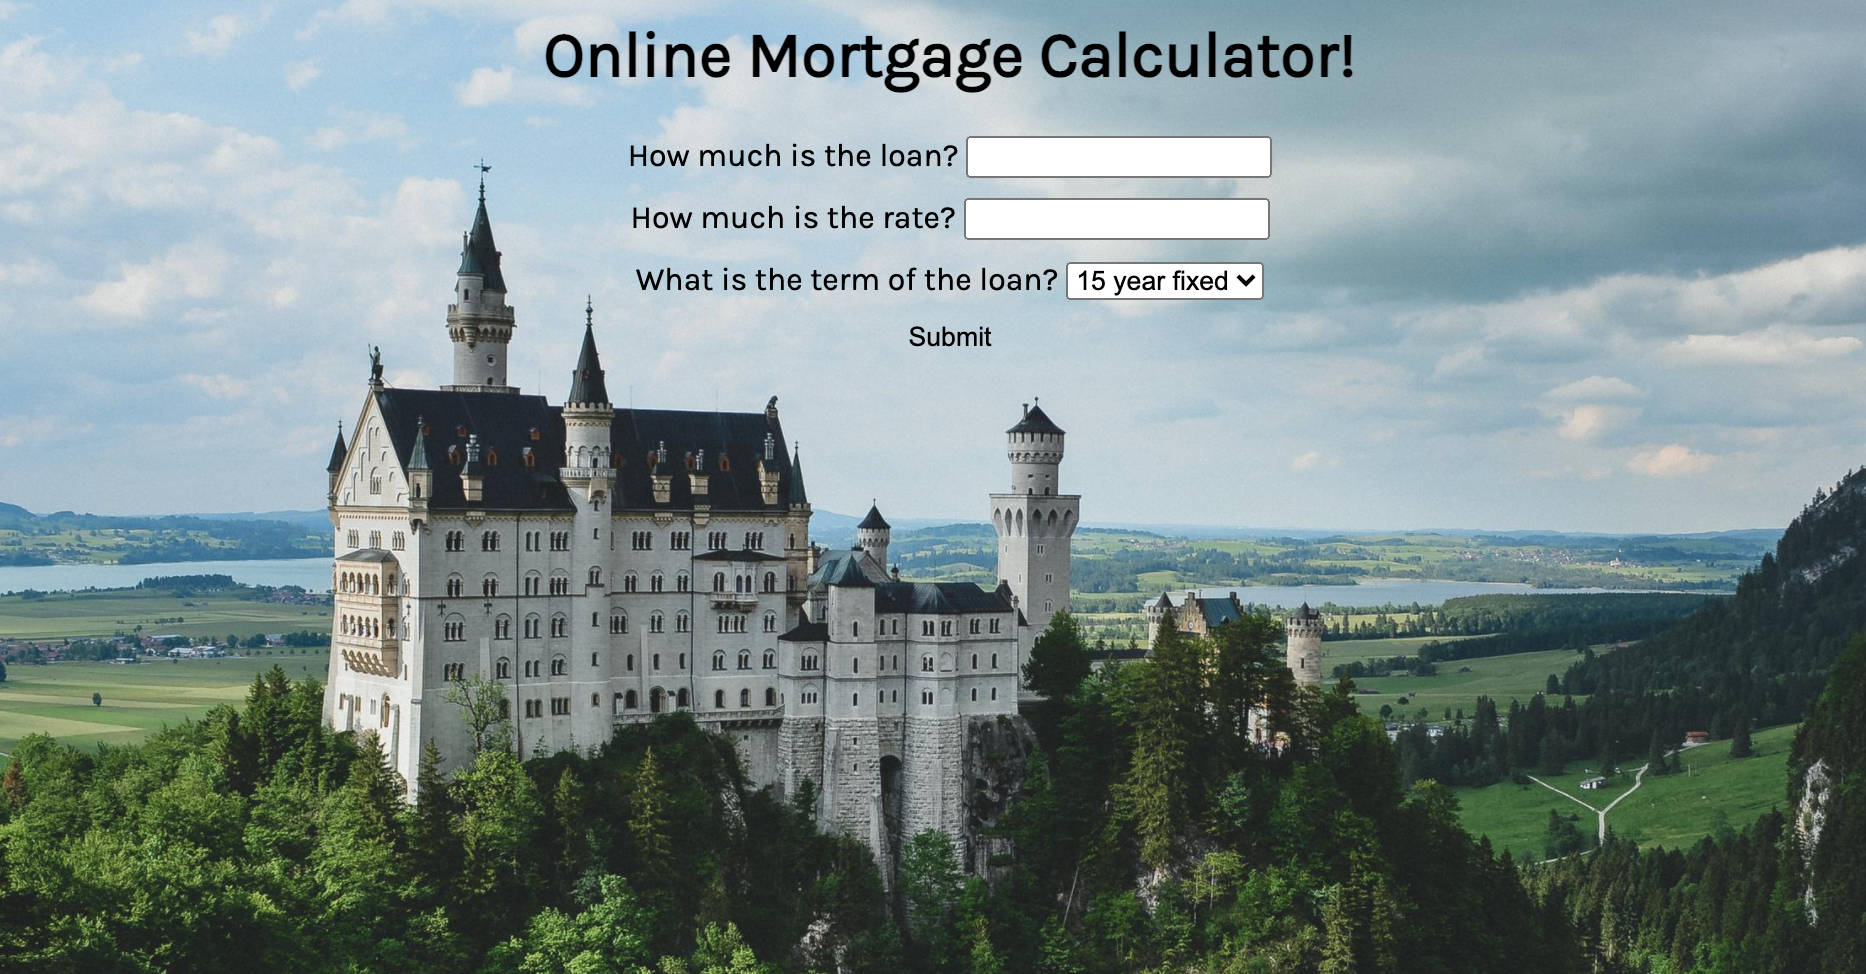 Online Mortgage Calculator!
How much is the loan?
How much is the rate?
What is the term of the loan? 15 year fixed
Submit